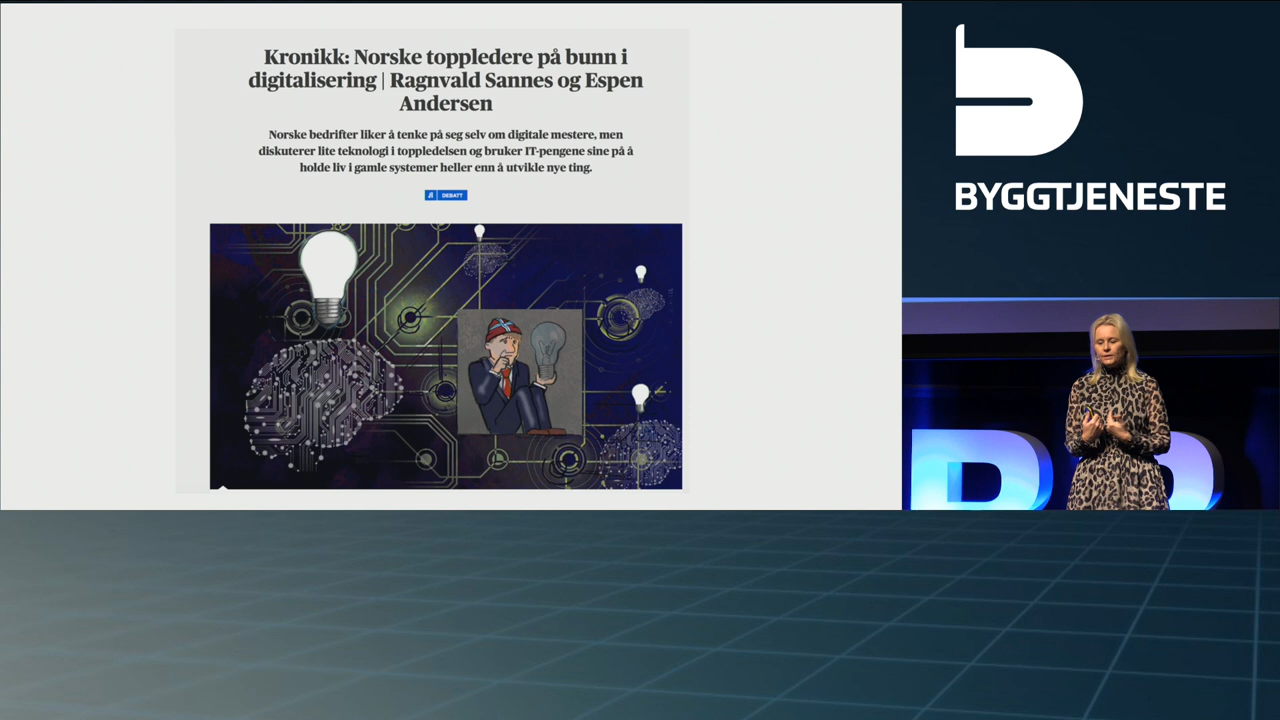 Kronikk: Norske toppledere på bunn i
digitalisering | Ragnvald Sannes og Espen
Andersen
Norske bedrifter liker å tenke på seg selv om digitale mestere, men
diskuterer lite teknologi i toppledelsen og bruker IT-pengene sine på å
holde liv i gamle systemer heller enn å utvikle nye ting.
DEBATT
BYGGTJENESTE